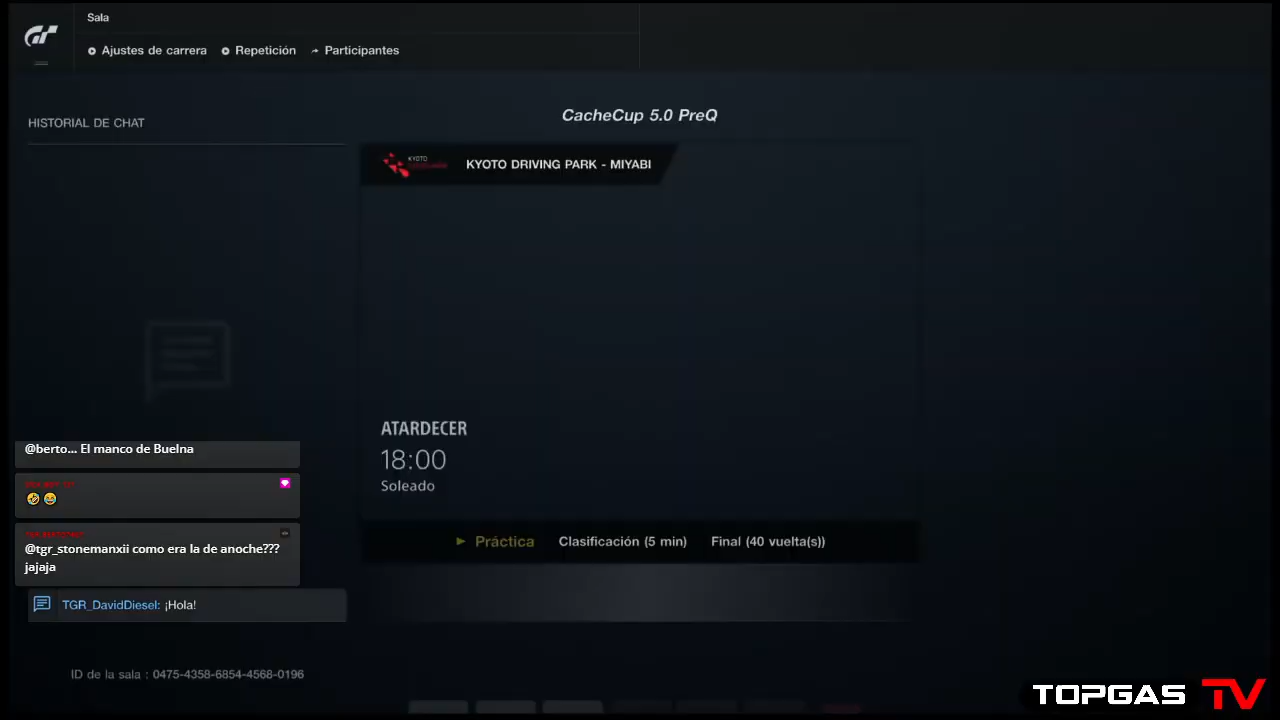 Sala
Ajustes de carrera
Repetición
Participantes
HISTORIAL DE CHAT
CacheCup 5.0 PreQ
KYOTO
KYOTO DRIVING PARK - MIYABI
ATARDECER
18:00
Soleado
Práctica
Clasificación (5 min)
Final (40 vuelta(s))
@berto... El manco de Buelna
@tgr_stonemanxii como era la de anoche???
jajaja
TGR_DavidDiesel: ¡Hola!
ID de la sala : 0475-4358-6854-4568-0196
TOPGAS TV